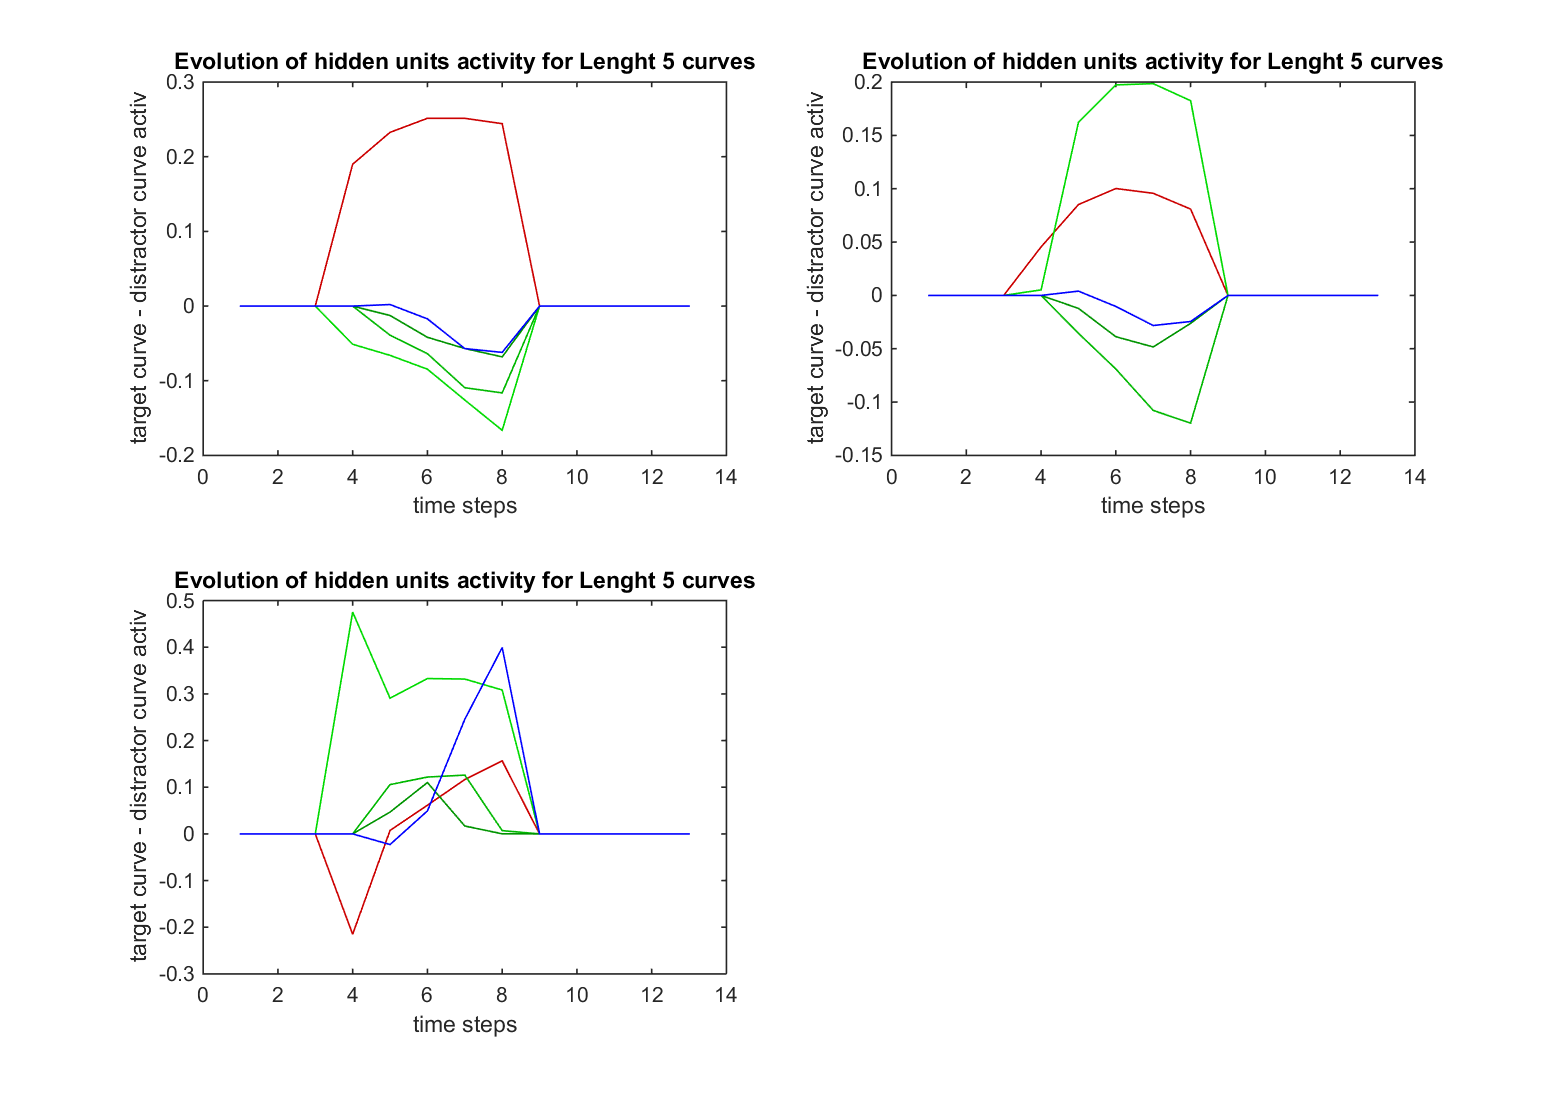 Evolution of hidden units activity for Lenght 5 curves
target curve - distractor curve activ
0.3
0.2
0.1
0
-0.1
-0.2
0 2 4 6 8 10 12 14
time steps
Evolution of hidden units activity for Lenght 5 curves
target curve - distractor curve activ
0.2
0.15
0.1
0.05
0
-0.05
-0.1
-0.15
0 2 4 6 8 10 12 14
time steps
Evolution of hidden units activity for Lenght 5 curves
target curve - distractor curve activ
0.5
0.4
0.3
0.2
0.1
0
-0.1
-0.2
-0.3
0 2 4 6 8 10 12 14
time steps